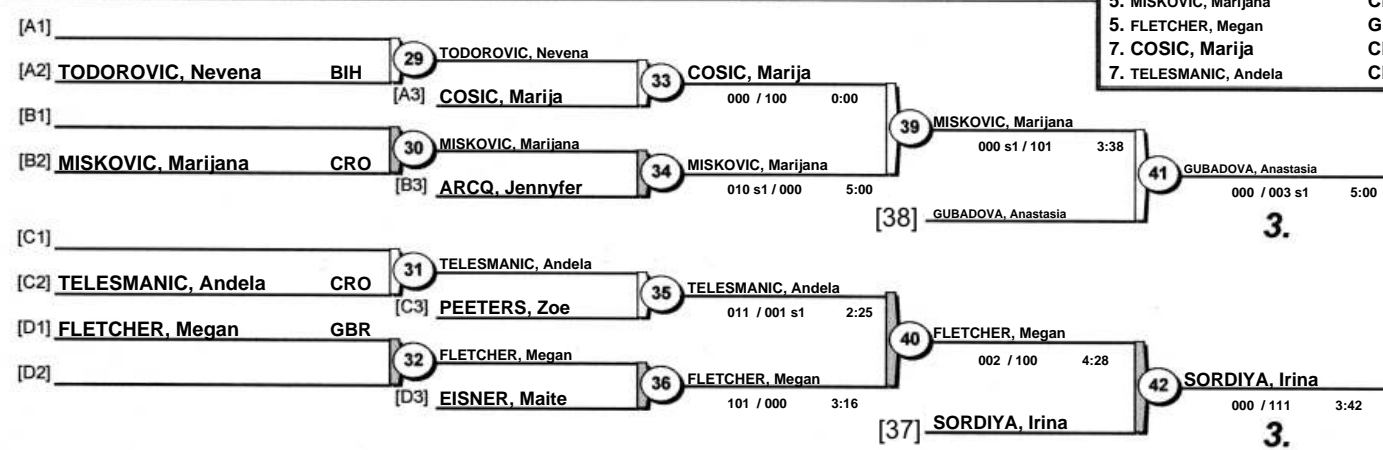 5. MISKOVIC, Marijana
5. FLETCHER, Megan
7. COSIC, Marija
7. TELESMANIC, Andela
[A1]
[A2] TODOROVIC, Nevena BIH
29 TODOROVIC, Nevena
[A3] COSIC, Marija
33 COSIC, Marija
000 / 100 0:00
[B1]
[B2] MISKOVIC, Marijana CRO
30 MISKOVIC, Marijana
[B3] ARCQ, Jennyfer
34 MISKOVIC, Marijana
010 s1 / 000 5:00
39 MISKOVIC, Marijana
000 s1 / 101 3:38
[38] GUBADOVA, Anastasia
41 GUBADOVA, Anastasia
000 / 003 s1 5:00
3.
[C1]
[C2] TELESMANIC, Andela CRO
31 TELESMANIC, Andela
[C3] PEETERS, Zoe
35 TELESMANIC, Andela
011 / 001 s1 2:25
[D1] FLETCHER, Megan GBR
[D2]
32 FLETCHER, Megan
[D3] EISNER, Maite
36 FLETCHER, Megan
101 / 000 3:16
40 FLETCHER, Megan
002 / 100 4:28
[37] SORDIYA, Irina
42 SORDIYA, Irina
000 / 111 3:42
3.